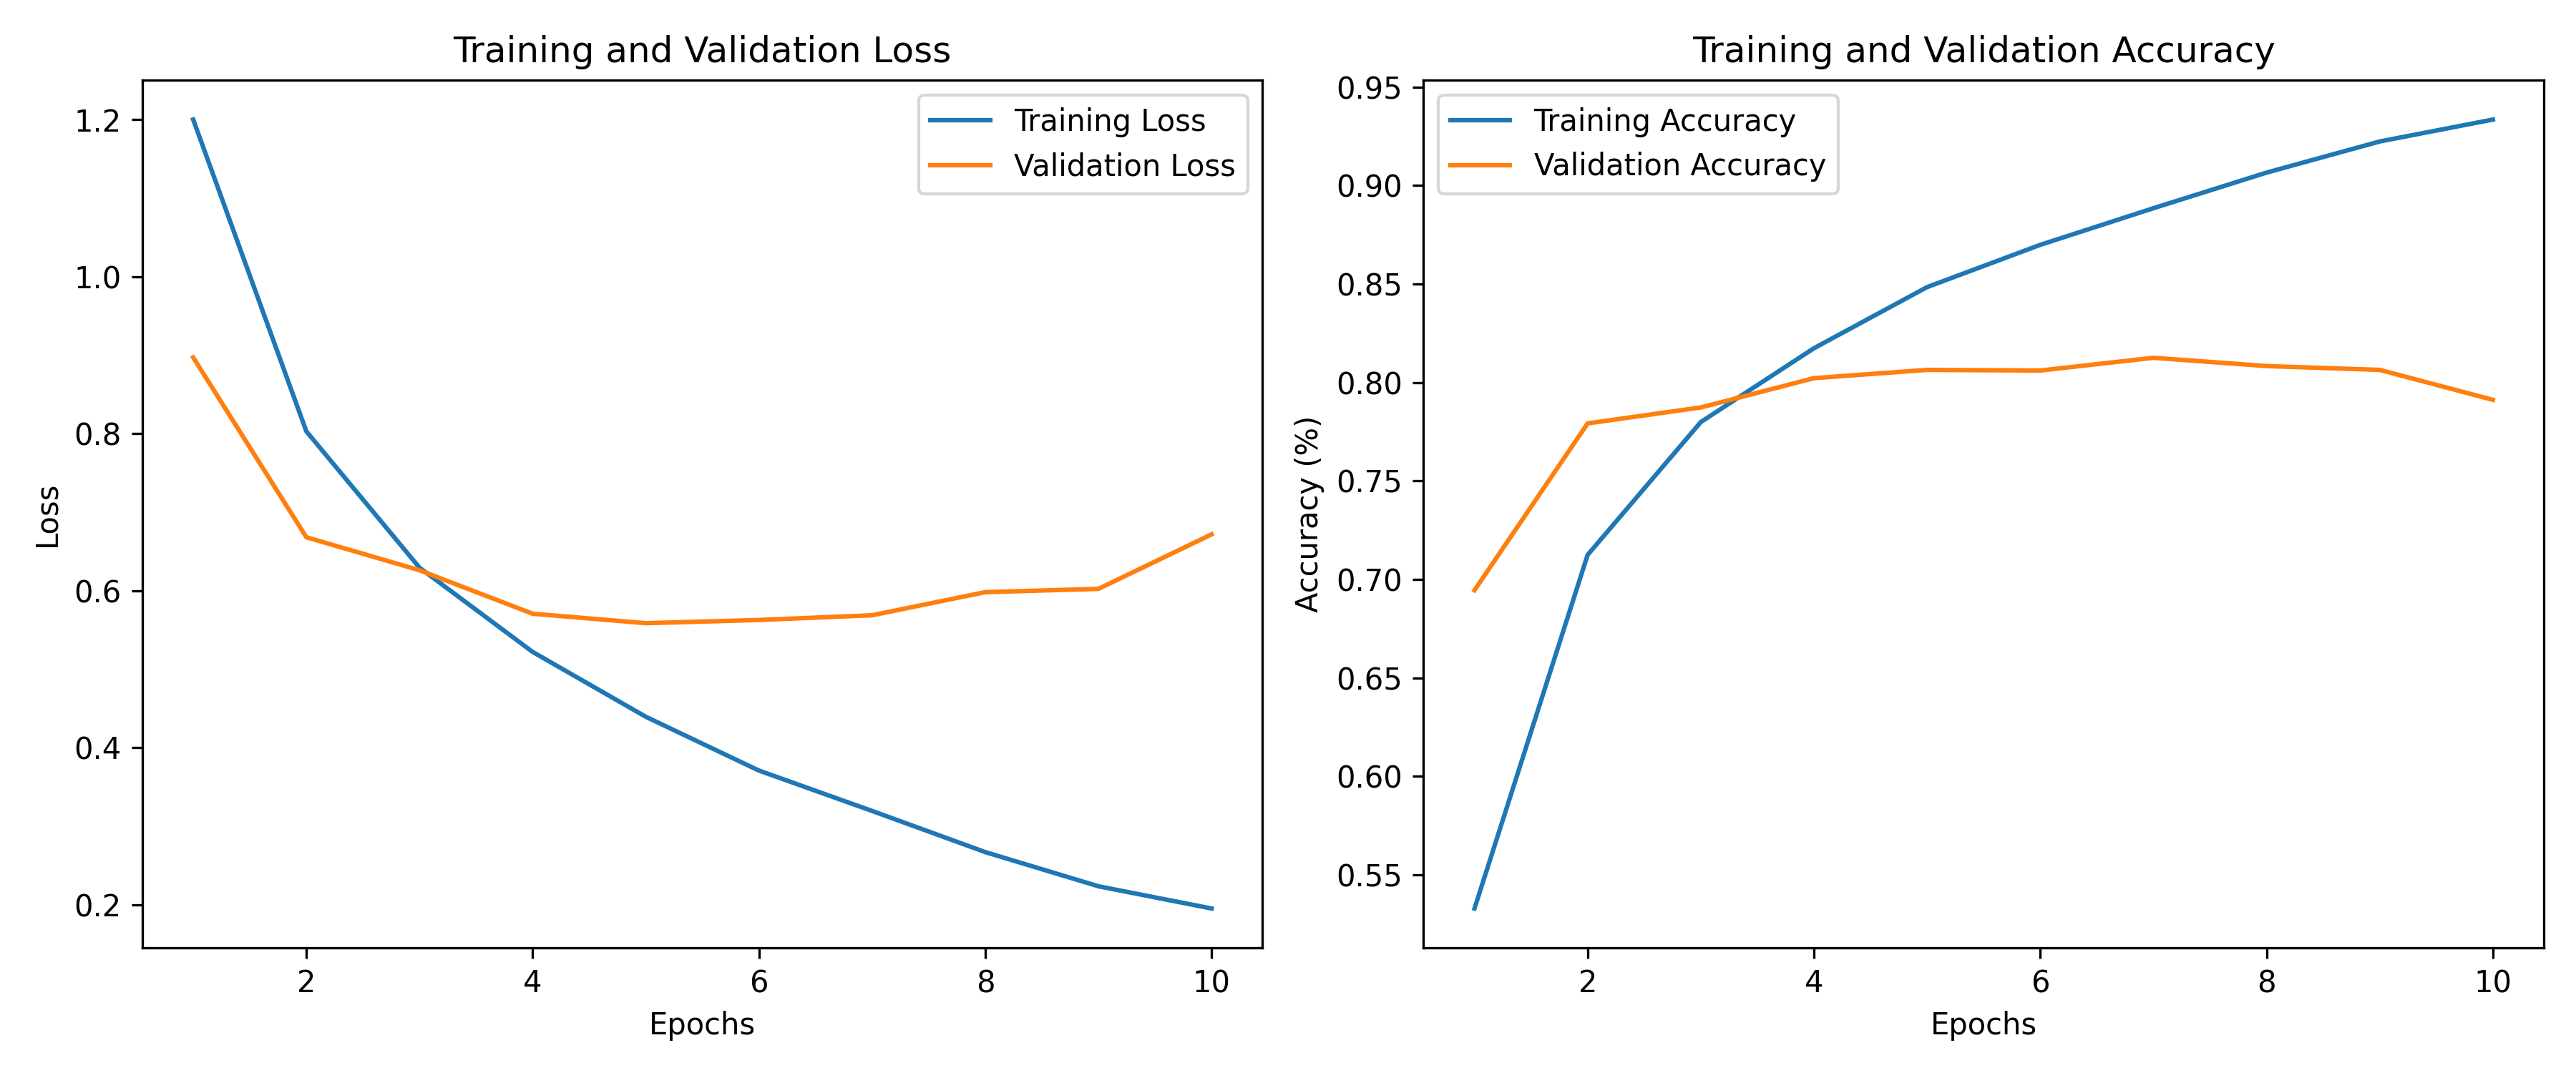 Training and Validation Loss
Training Loss
Validation Loss
Loss
1.2
1.0
0.8
0.6
0.4
0.2
2 4 6 8 10
Epochs
Training and Validation Accuracy
Training Accuracy
Validation Accuracy
Accuracy (%)
0.95
0.90
0.85
0.80
0.75
0.70
0.65
0.60
0.55
2 4 6 8 10
Epochs